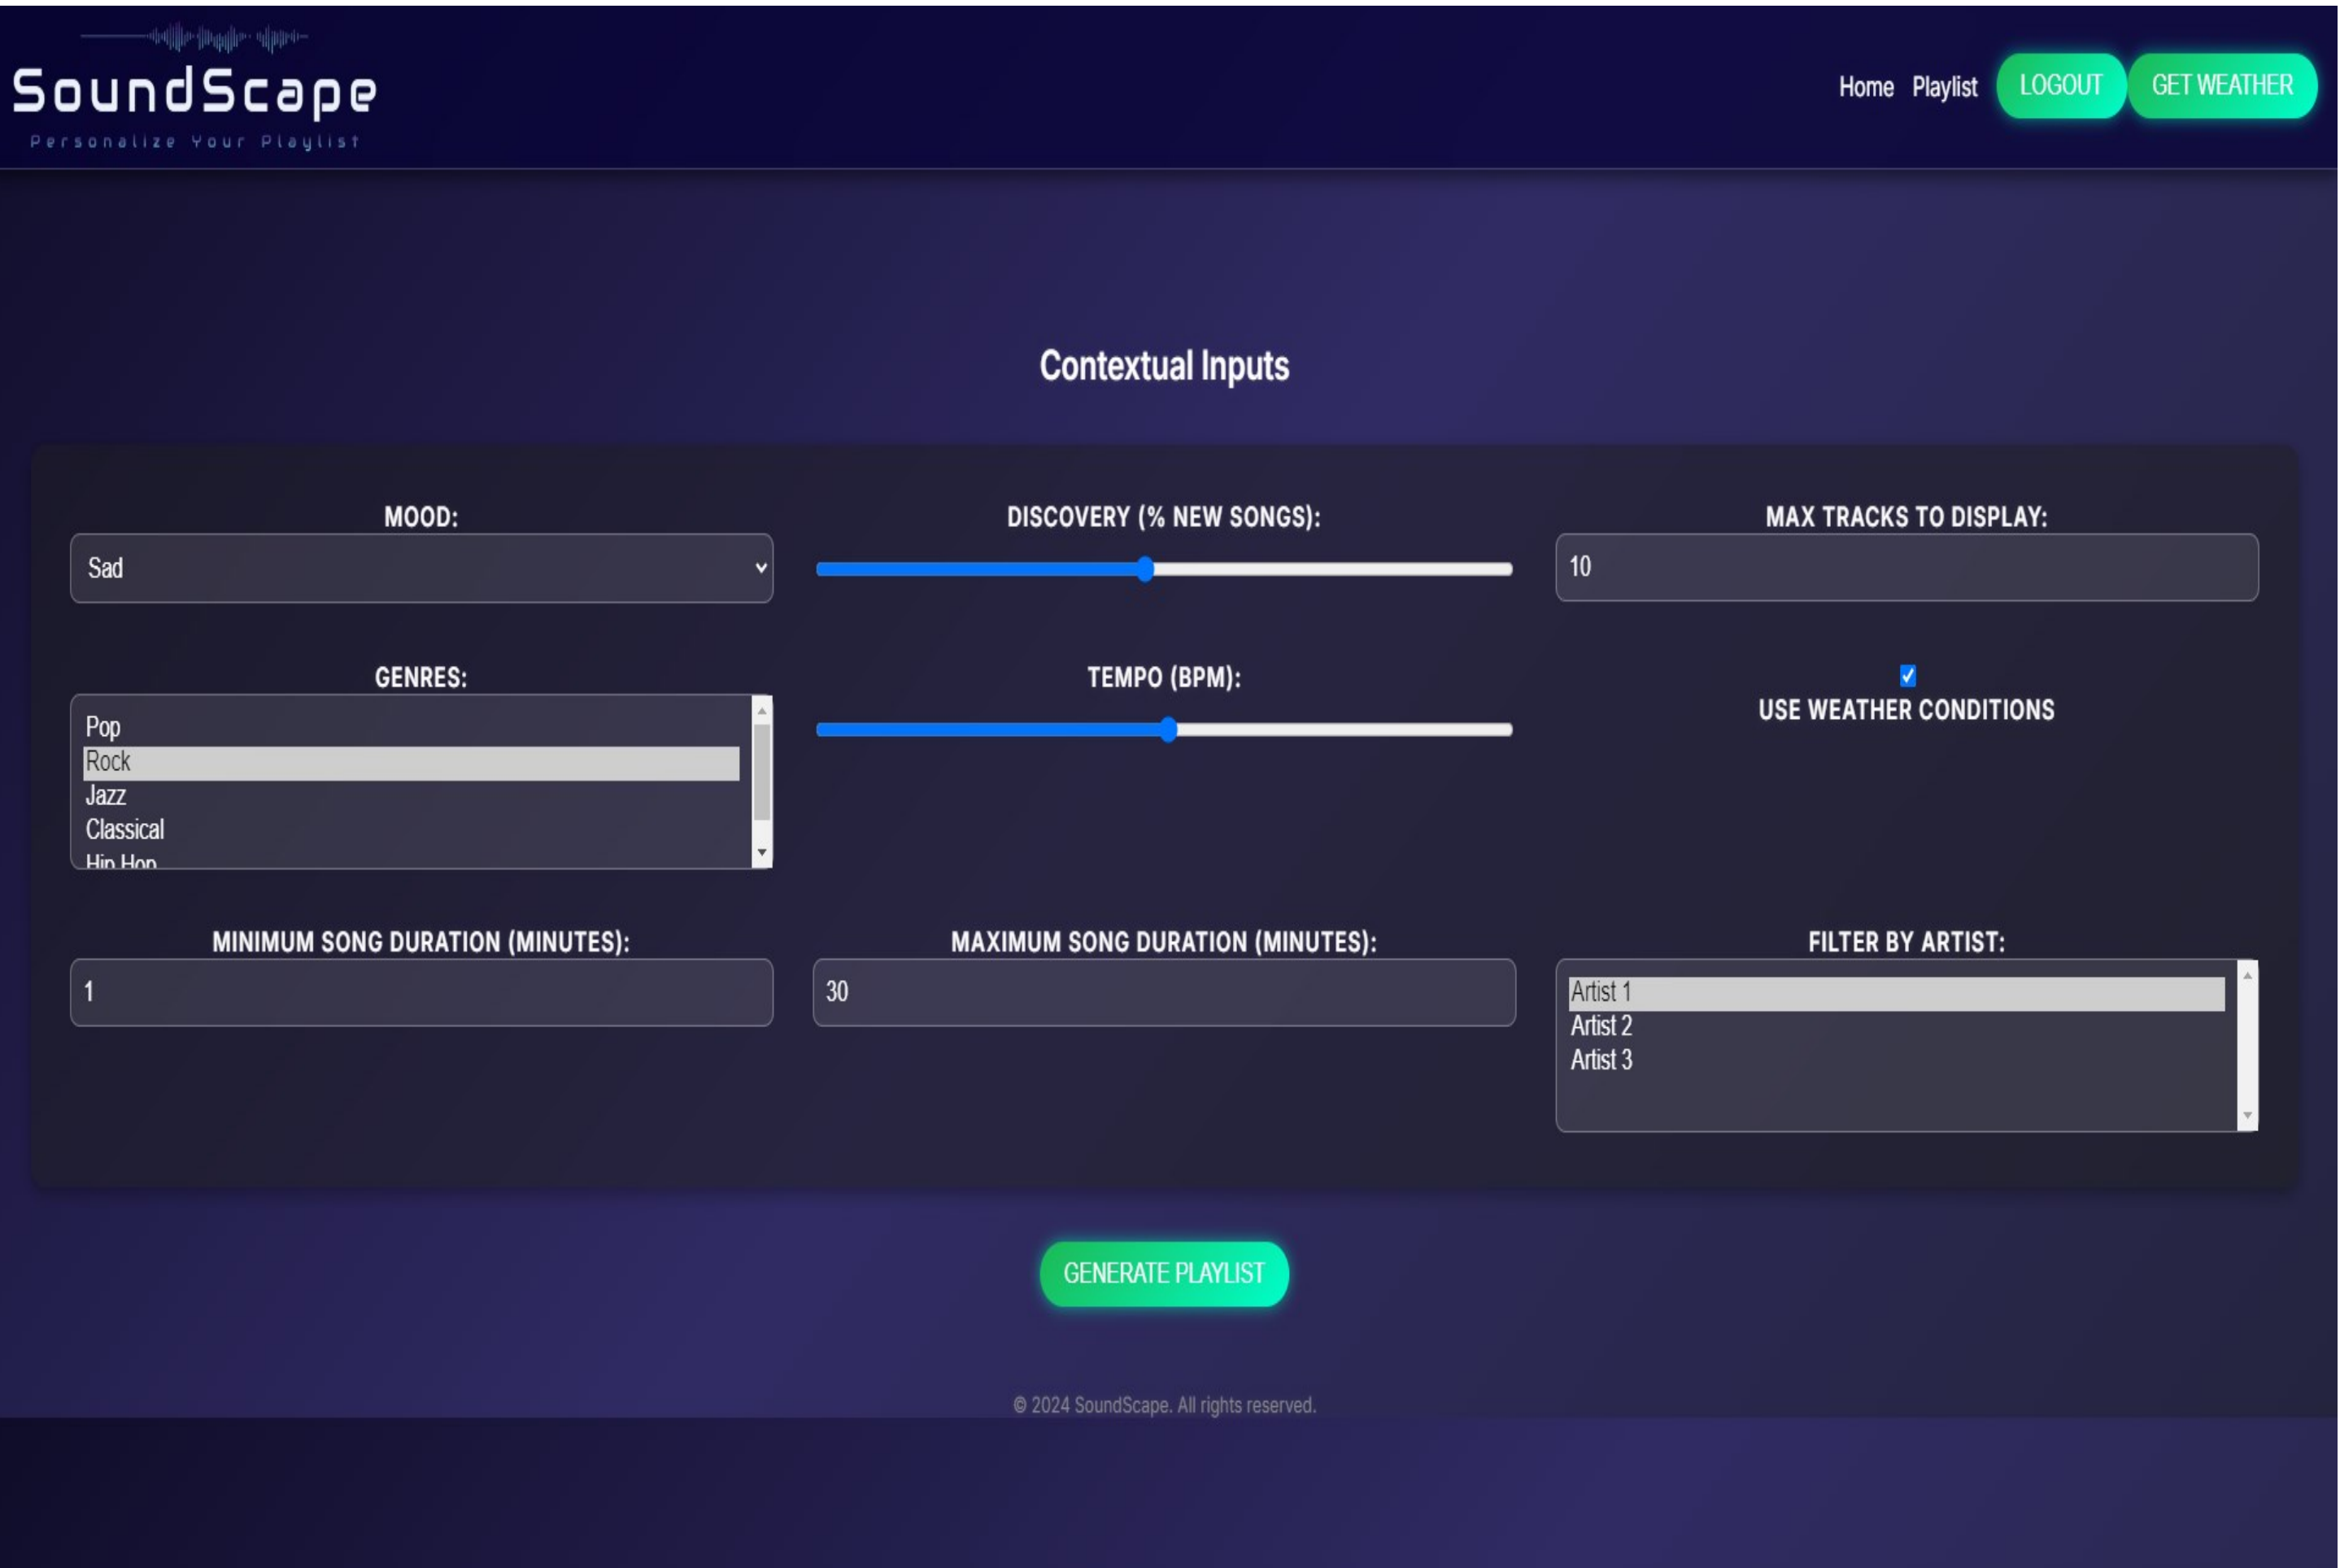 SoundScape
Personalize Your Playlist
Home Playlist LOGOUT GET WEATHER
Contextual Inputs
MOOD:
Sad
DISCOVERY (% NEW SONGS):
MAX TRACKS TO DISPLAY:
10
GENRES:
Pop
Rock
Jazz
Classical
Hip Hop
TEMPO (BPM):
USE WEATHER CONDITIONS
MINIMUM SONG DURATION (MINUTES):
1
MAXIMUM SONG DURATION (MINUTES):
30
FILTER BY ARTIST:
Artist 1
Artist 2
Artist 3
GENERATE PLAYLIST
© 2024 SoundScape. All rights reserved.